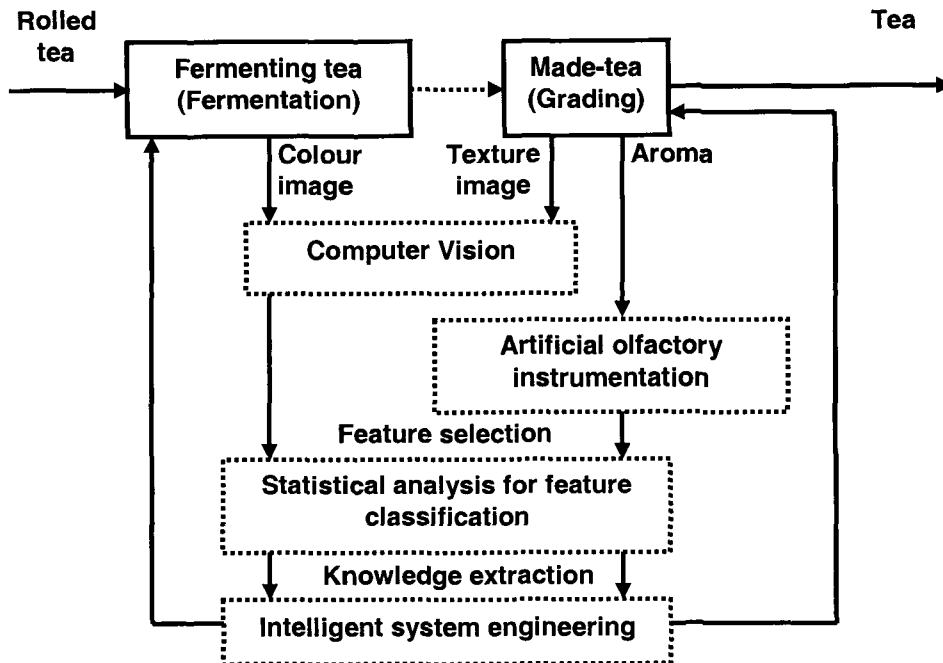 Rolled
tea
Tea
Fermenting tea
(Fermentation)
Made-tea
(Grading)
Colour
image
Texture
image
Aroma
Computer Vision
Artificial olfactory
instrumentation
Feature selection
Statistical analysis for feature
classification
Knowledge extraction
Intelligent system engineering